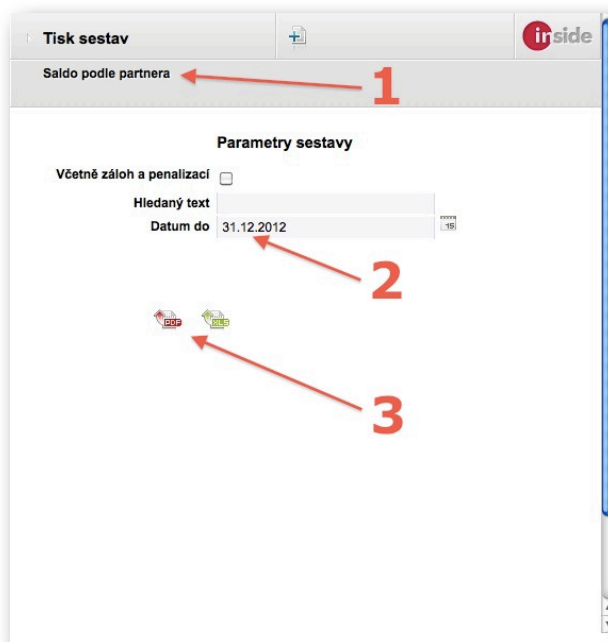 Tisk sestav
inside
Saldo podle partnera
1
Parametry sestavy
Včetně záloh a penalizací
Hledaný text
Datum do 31.12.2012
15
2
PDF XLS
3